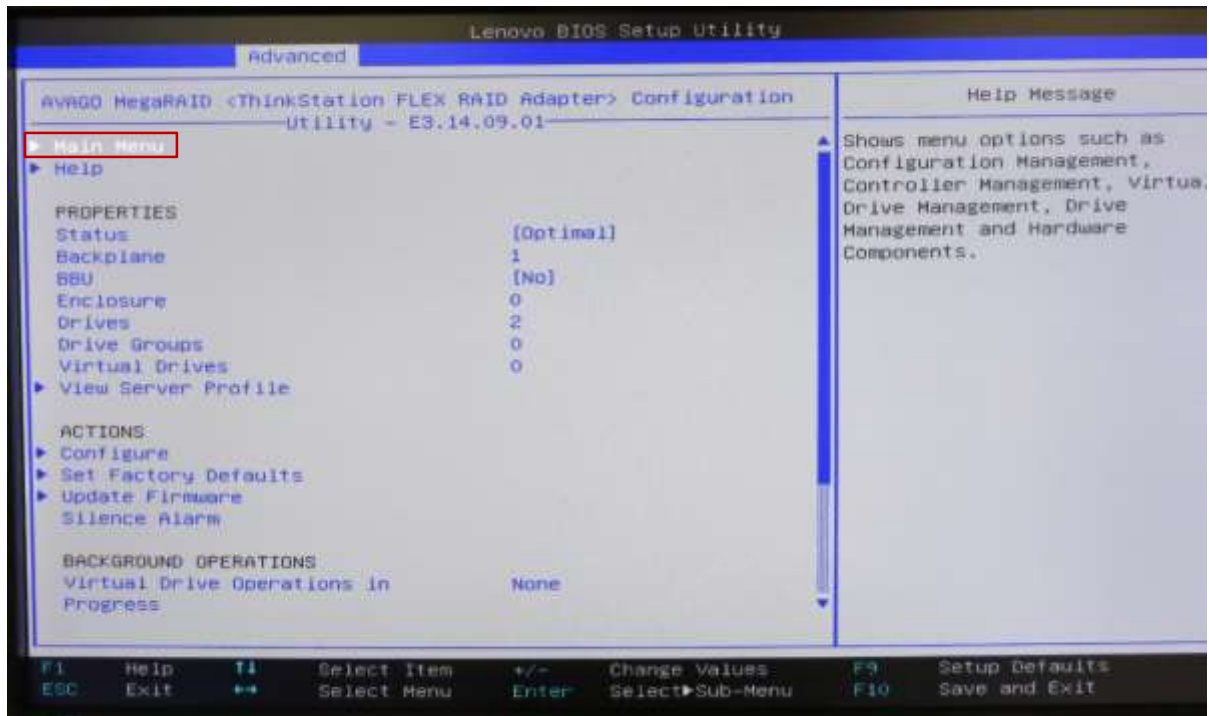 Lenovo BIOS Setup Utility
Advanced
AVAGO MegaRAID <ThinkStation FLEX RAID Adapter> Configuration
Utility - E3.14.09.01
▶ Main Menu
▶ Help
PROPERTIES
Status [Optimal]
Backplane 1
BBU [No]
Enclosure 0
Drives 2
Drive Groups 0
Virtual Drives 0
▶ View Server Profile
ACTIONS
▶ Configure
▶ Set Factory Defaults
▶ Update Firmware
Silence Alarm
BACKGROUND OPERATIONS
Virtual Drive Operations in None
Progress
Help Message
Shows menu options such as
Configuration Management,
Controller Management, Virtua
Drive Management, Drive
Management and Hardware
Components.
F1 Help ↑↓ Select Item +/- Change Values F9 Setup Defaults
ESC Exit ←→ Select Menu Enter Select▶Sub-Menu F10 Save and Exit